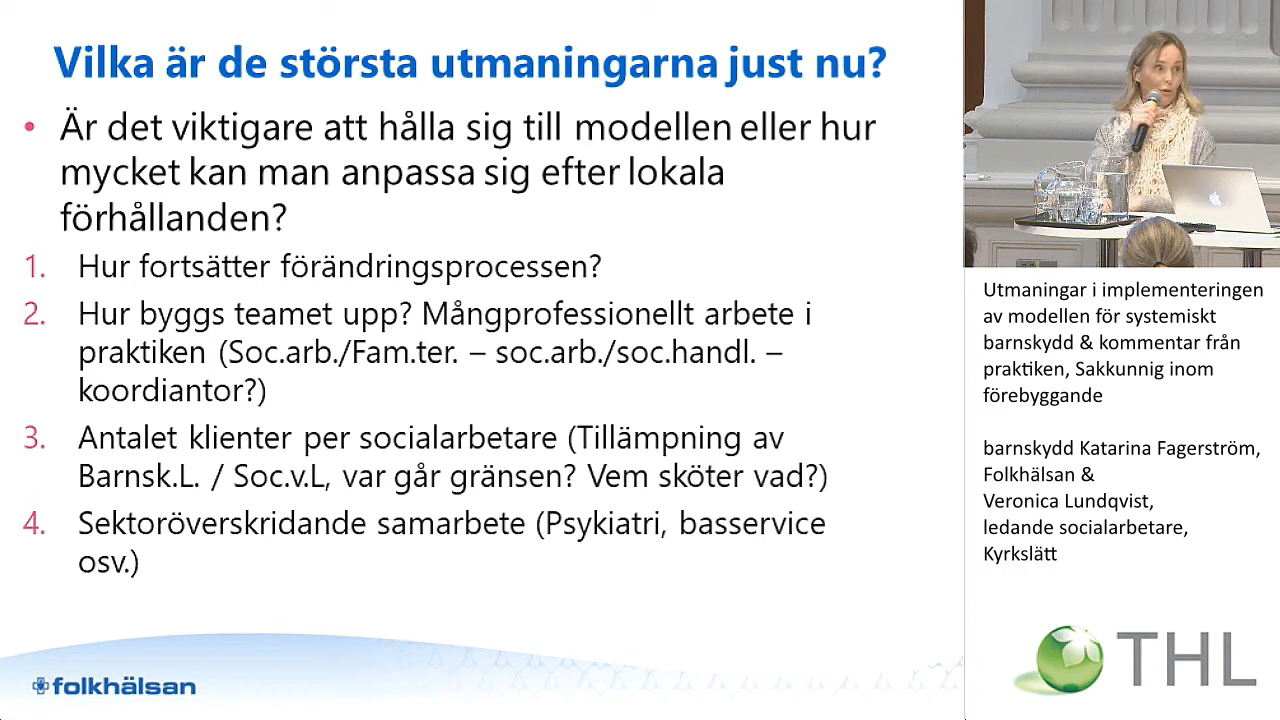 Vilka är de största utmaningarna just nu?
• Är det viktigare att hålla sig till modellen eller hur
mycket kan man anpassa sig efter lokala
förhållanden?
1. Hur fortsätter förändringsprocessen?
2. Hur byggs teamet upp? Mångprofessionellt arbete i
praktiken (Soc.arb./Fam.ter. – soc.arb./soc.handl. –
koordiantor?)
3. Antalet klienter per socialarbetare (Tillämpning av
Barnsk.L. / Soc.v.L, var går gränsen? Vem sköter vad?)
4. Sektoröverskridande samarbete (Psykiatri, basservice
osv.)
folkhälsan
Utmaningar i implementeringen
av modellen för systemiskt
barnskydd & kommentar från
praktiken, Sakkunnig inom
förebyggande
barnskydd Katarina Fagerström,
Folkhälsan &
Veronica Lundqvist,
ledande socialarbetare,
Kyrkslätt
THL